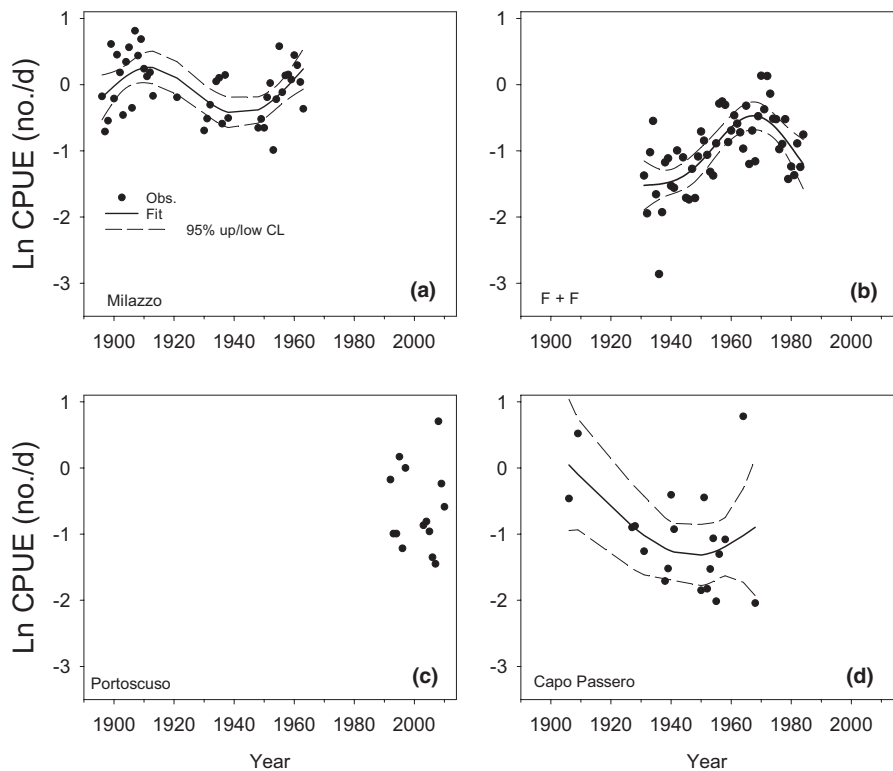 Ln CPUE (no./d)
1
0
-1
-2
-3
Obs.
Fit
95% up/low CL
Milazzo
(a)
1900 1920 1940 1960 1980 2000
1
0
-1
-2
-3
F + F
(b)
1900 1920 1940 1960 1980 2000
Ln CPUE (no./d)
1
0
-1
-2
-3
Portoscuso
(c)
1900 1920 1940 1960 1980 2000
Year
1
0
-1
-2
-3
Capo Passero
(d)
1900 1920 1940 1960 1980 2000
Year